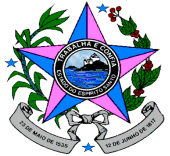 TRABALHA E CONFIA
ESTADO DO ESPIRITO SANTO
23 DE MAIO DE 1535
12 DE JUNHO DE 1817